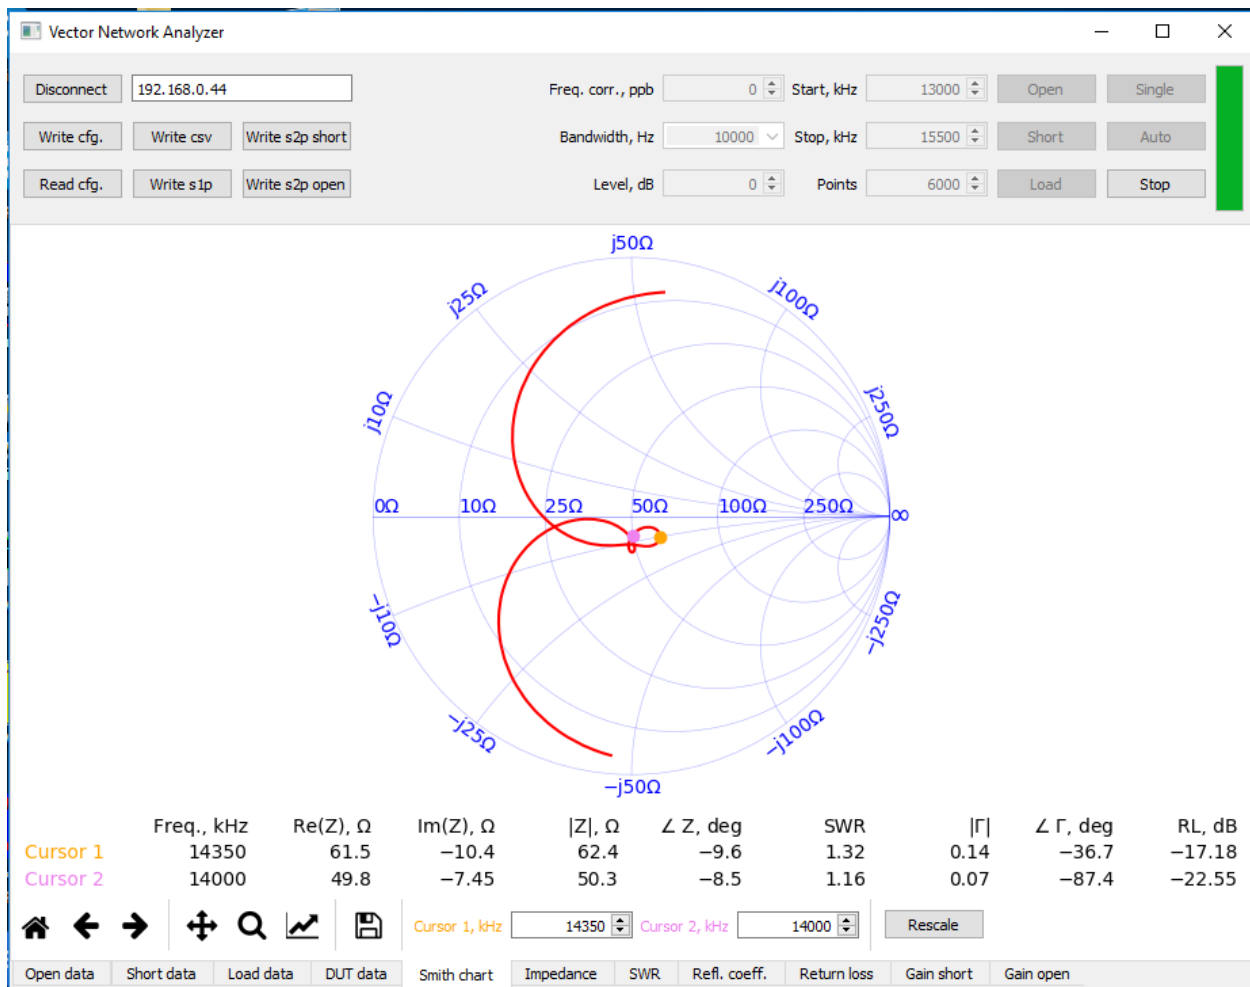 Vector Network Analyzer
Disconnect 192.168.0.44 Freq. corr., ppb 0 Start, kHz 13000 Open Single
Write cfg. Write csv Write s2p short Bandwidth, Hz 10000 Stop, kHz 15500 Short Auto
Read cfg. Write s1p Write s2p open Level, dB 0 Points 6000 Load Stop
j50Ω
j25Ω j100Ω
j10Ω j250Ω
0Ω 10Ω 25Ω 50Ω 100Ω 250Ω ∞
−j10Ω −j250Ω
−j25Ω −j100Ω
−j50Ω
Freq., kHz Re(Z), Ω Im(Z), Ω |Z|, Ω ∠ Z, deg SWR |Γ| ∠ Γ, deg RL, dB
Cursor 1 14350 61.5 −10.4 62.4 −9.6 1.32 0.14 −36.7 −17.18
Cursor 2 14000 49.8 −7.45 50.3 −8.5 1.16 0.07 −87.4 −22.55
Cursor 1, kHz 14350 Cursor 2, kHz 14000 Rescale
Open data Short data Load data DUT data Smith chart Impedance SWR Refl. coeff. Return loss Gain short Gain open